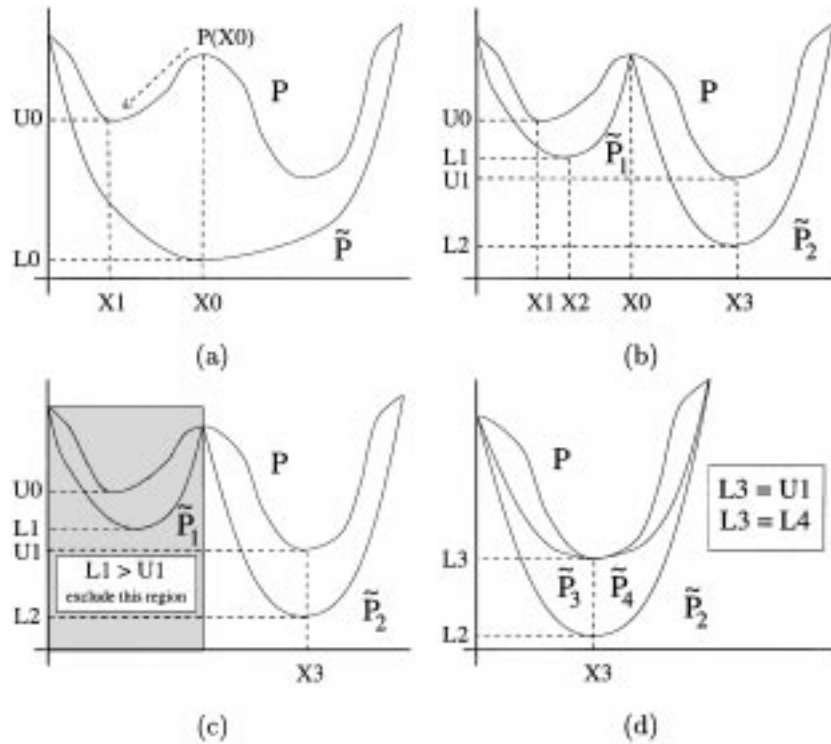 P(X0)
P
U0
L0
P̃
X1 X0
(a)
P
U0
L1
U1
L2
P̃1
P̃2
X1 X2 X0 X3
(b)
P
U0
L1
U1
L2
P̃1
L1 > U1
exclude this region
P̃2
X3
(c)
P
L3 = U1
L3 = L4
L3
P̃3 P̃4
P̃2
L2
X3
(d)